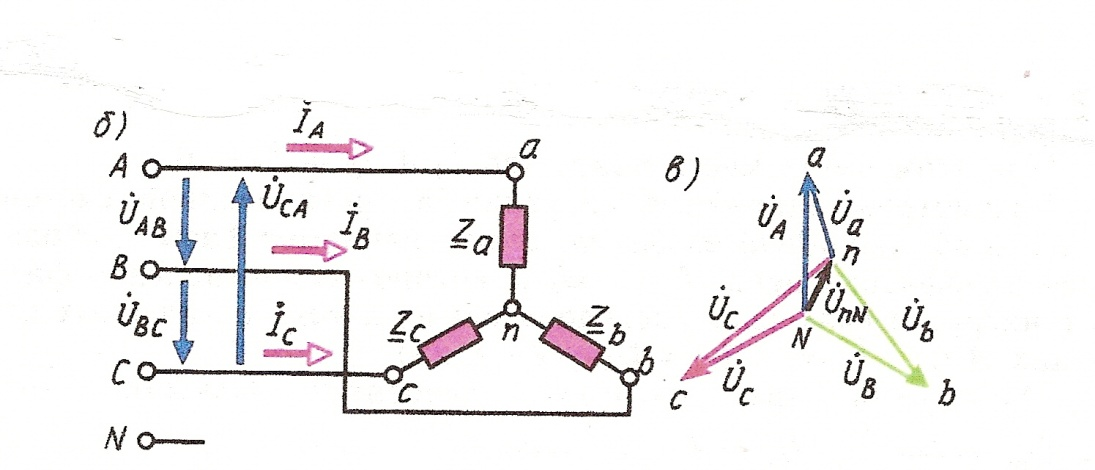 б)
İ_A
A
a
U̇_AB
U̇_CA
Z_a
İ_B
B
U̇_BC
İ_C
Z_c
n
Z_b
C
c
b
N
в)
a
U̇_A
U̇_a
n
U̇_C
U̇_nN
U̇_b
N
U̇_C
U̇_B
c
b